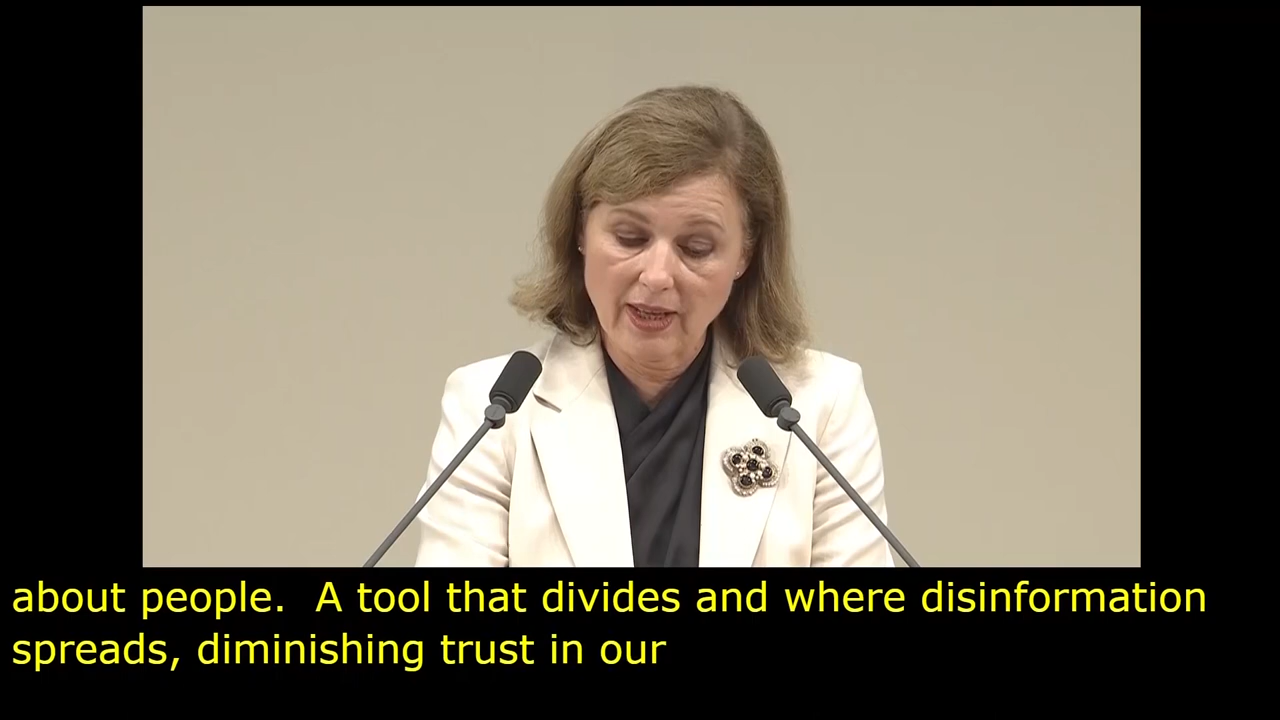 about people.  A tool that divides and where disinformation
spreads, diminishing trust in our